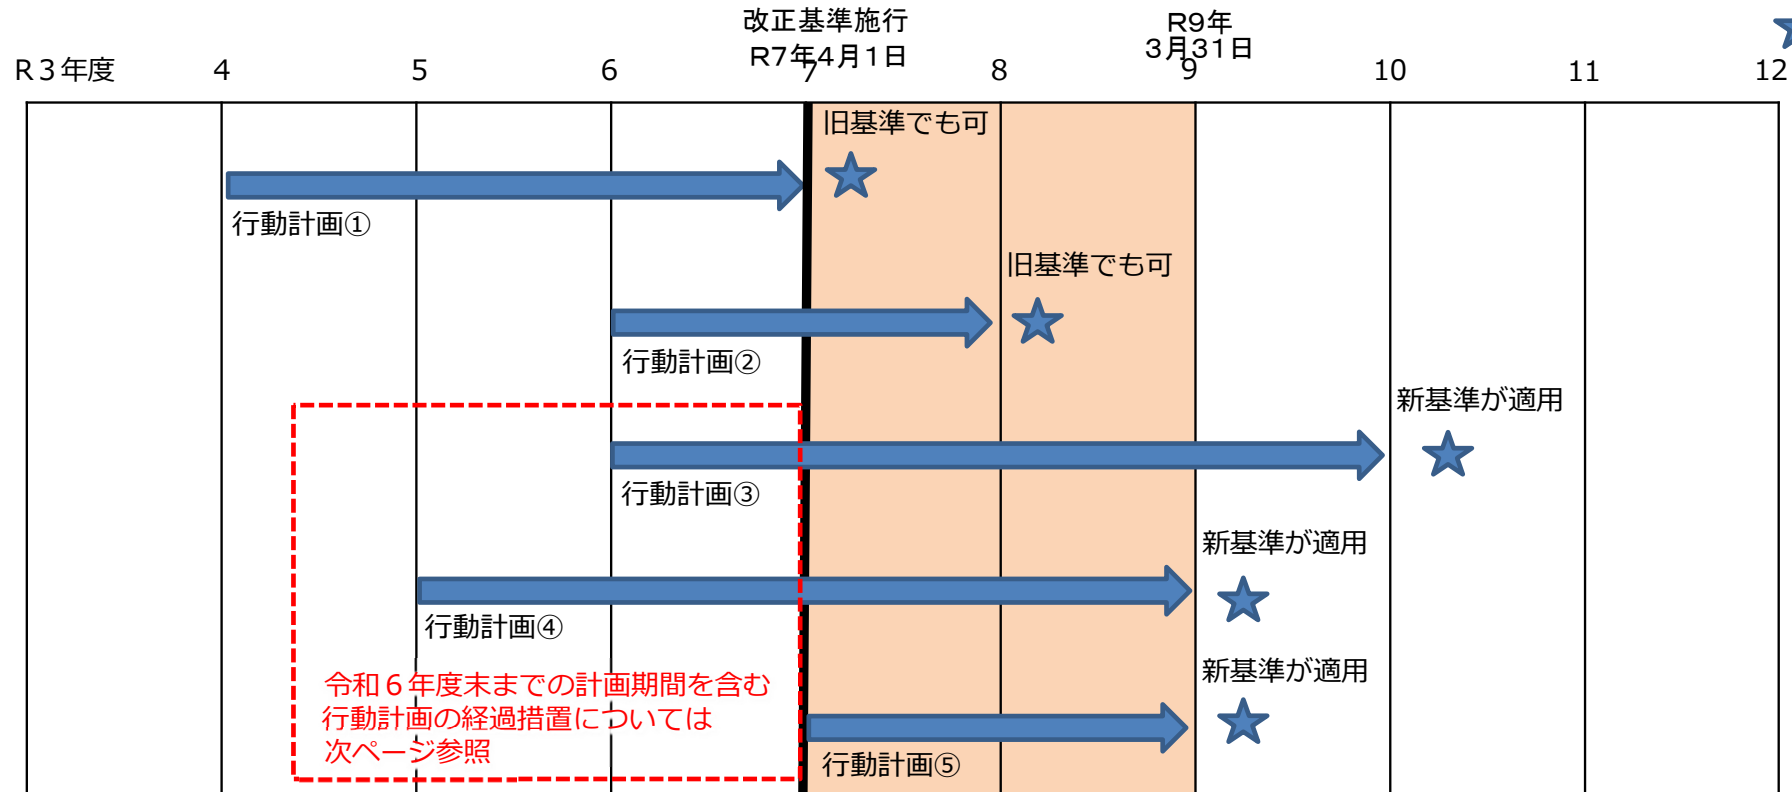 改正基準施行
R7年4月1日
R9年
3月31日
R３年度 4 5 6 7 8 9 10 11 12
旧基準でも可
行動計画①
旧基準でも可
行動計画②
新基準が適用
行動計画③
新基準が適用
行動計画④
新基準が適用
令和６年度末までの計画期間を含む
行動計画の経過措置については
次ページ参照
行動計画⑤